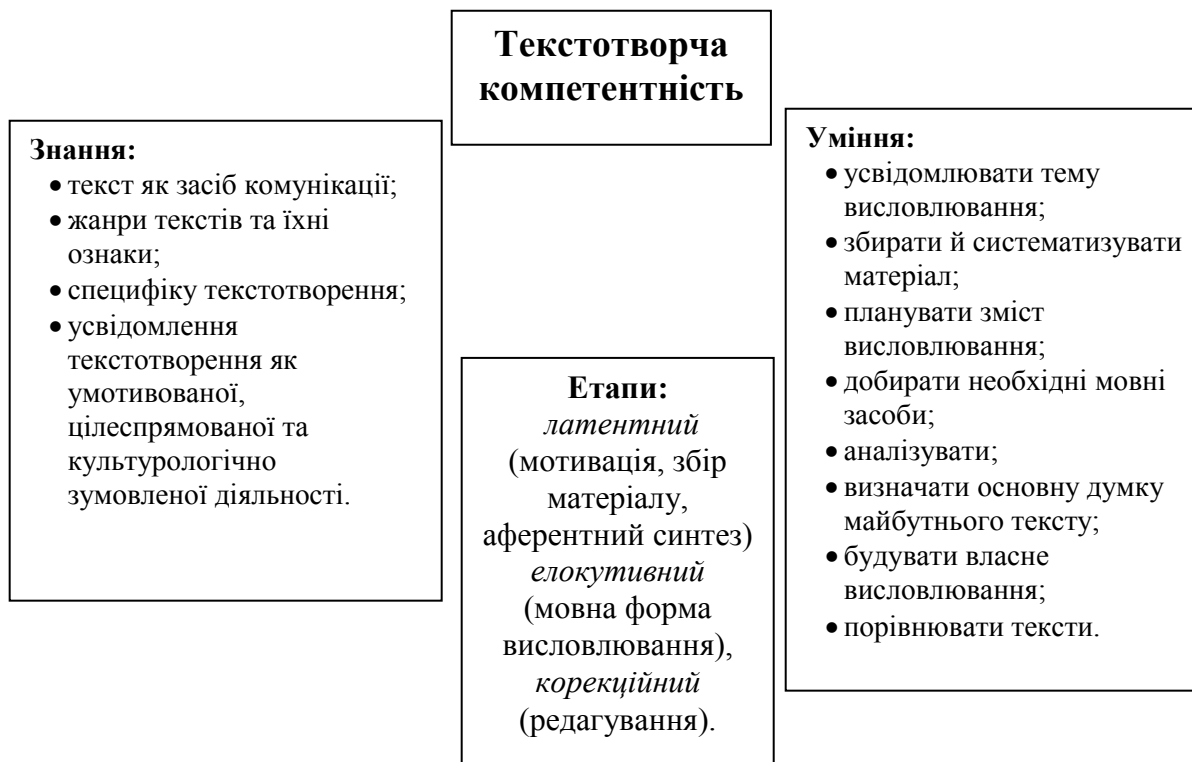 Текстотворча
компетентність
Знання:
• текст як засіб комунікації;
• жанри текстів та їхні
ознаки;
• специфіку текстотворення;
• усвідомлення
текстотворення як
умотивованої,
цілеспрямованої та
культурологічно
зумовленої діяльності.
Етапи:
латентний
(мотивація, збір
матеріалу,
аферентний синтез)
елокутивний
(мовна форма
висловлювання),
корекційний
(редагування).
Уміння:
• усвідомлювати тему
висловлювання;
• збирати й систематизувати
матеріал;
• планувати зміст
висловлювання;
• добирати необхідні мовні
засоби;
• аналізувати;
• визначати основну думку
майбутнього тексту;
• будувати власне
висловлювання;
• порівнювати тексти.